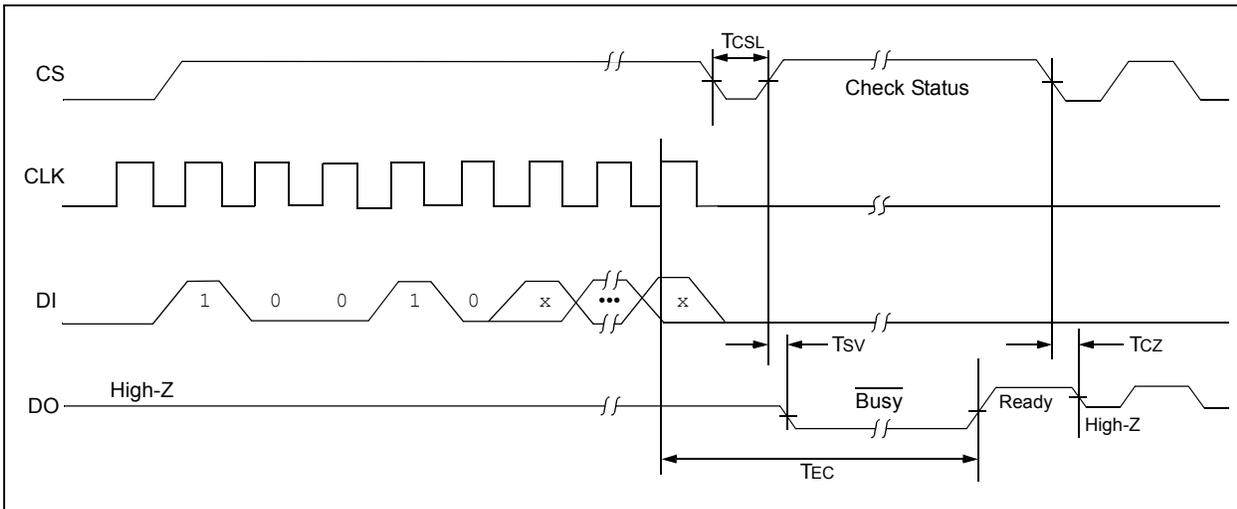 TCSL
CS
Check Status
CLK
DI 1 0 0 1 0 x ••• x
TSV TCZ
High-Z
DO Busy Ready
High-Z
TEC